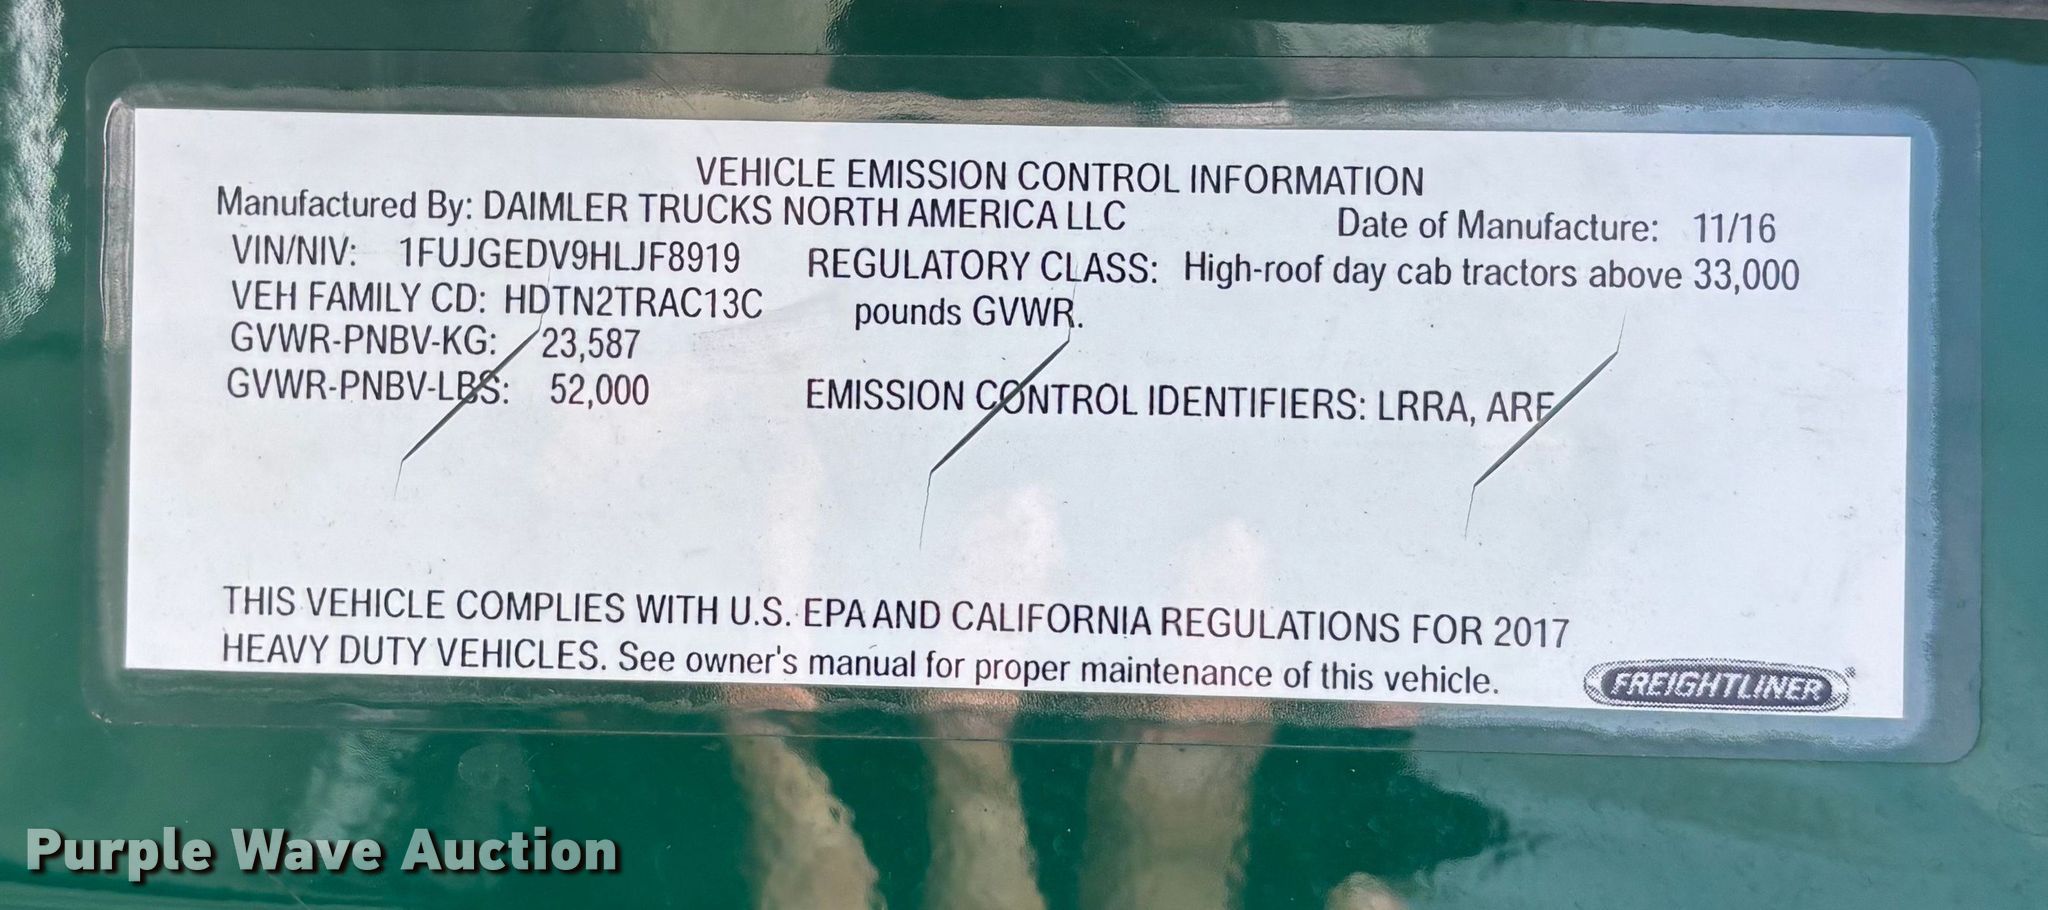 VEHICLE EMISSION CONTROL INFORMATION
Manufactured By: DAIMLER TRUCKS NORTH AMERICA LLC Date of Manufacture: 11/16
VIN/NIV: 1FUJGEDV9HLJF8919 REGULATORY CLASS: High-roof day cab tractors above 33,000
VEH FAMILY CD: HDTN2TRAC13C pounds GVWR.
GVWR-PNBV-KG: 23,587
GVWR-PNBV-LBS: 52,000 EMISSION CONTROL IDENTIFIERS: LRRA, ARF
THIS VEHICLE COMPLIES WITH U.S. EPA AND CALIFORNIA REGULATIONS FOR 2017
HEAVY DUTY VEHICLES. See owner's manual for proper maintenance of this vehicle.
FREIGHTLINER
Purple Wave Auction